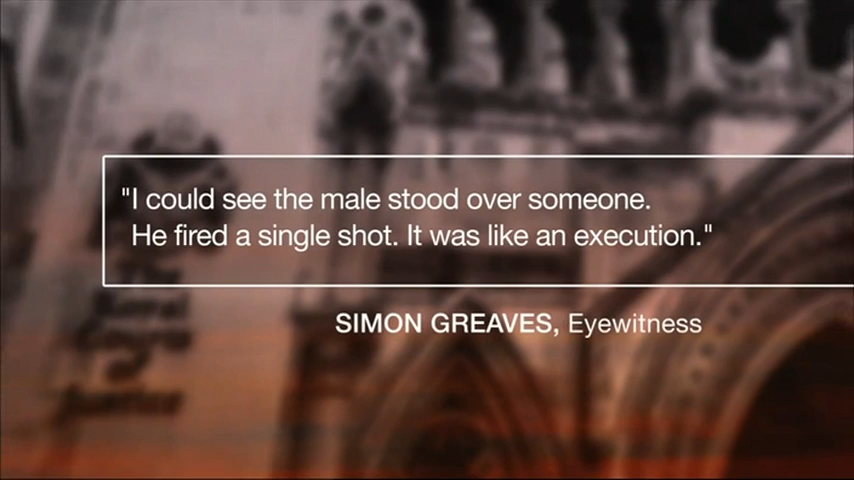 "I could see the male stood over someone.
He fired a single shot. It was like an execution."
SIMON GREAVES, Eyewitness